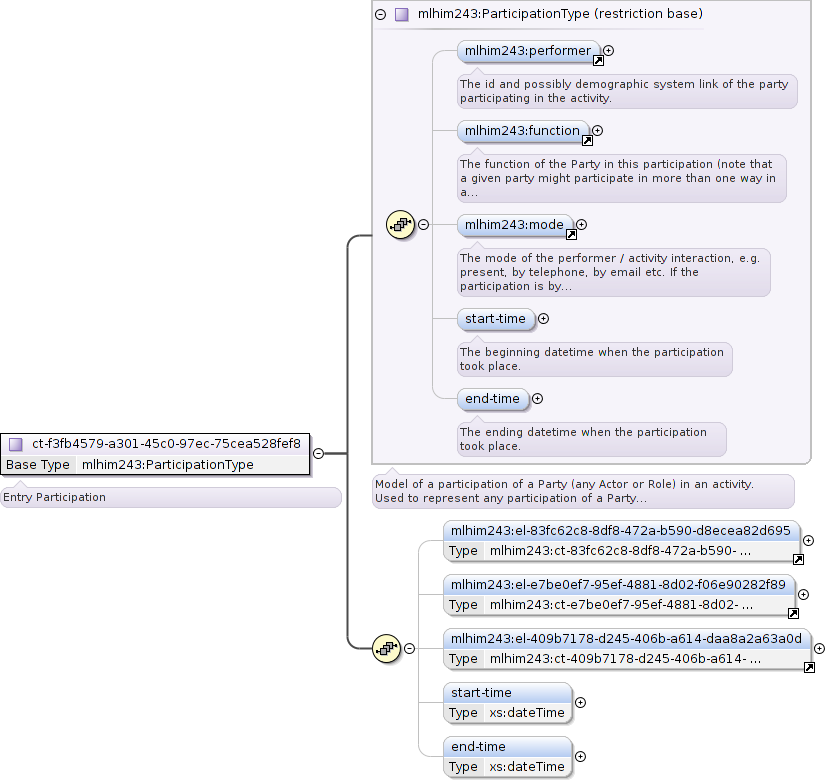 mlhim243:ParticipationType (restriction base)
mlhim243:performer
The id and possibly demographic system link of the party
participating in the activity.
mlhim243:function
The function of the Party in this participation (note that
a given party might participate in more than one way in
a...
mlhim243:mode
The mode of the performer / activity interaction, e.g.
present, by telephone, by email etc. If the
participation is by...
start-time
The beginning datetime when the participation
took place.
end-time
The ending datetime when the participation
took place.
ct-f3fb4579-a301-45c0-97ec-75cea528fef8
Base Type mlhim243:ParticipationType
Entry Participation
Model of a participation of a Party (any Actor or Role) in an activity.
Used to represent any participation of a Party...
mlhim243:el-83fc62c8-8df8-472a-b590-d8ecea82d695
Type mlhim243:ct-83fc62c8-8df8-472a-b590- ...
mlhim243:el-e7be0ef7-95ef-4881-8d02-f06e90282f89
Type mlhim243:ct-e7be0ef7-95ef-4881-8d02- ...
mlhim243:el-409b7178-d245-406b-a614-daa8a2a63a0d
Type mlhim243:ct-409b7178-d245-406b-a614- ...
start-time
Type xs:dateTime
end-time
Type xs:dateTime